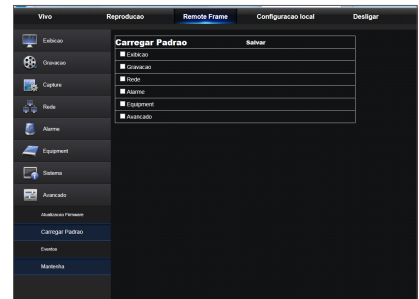 Vivo Reproducao Remote Frame Configuracao local Desligar
Exibicao
Gravacao
Capture
Rede
Alarme
Equipment
Sistema
Avancado
Atualizacao Firmware
Carregar Padrao
Eventos
Mantenha
Carregar Padrao Salvar
Exibicao
Gravacao
Rede
Alarme
Equipment
Avancado